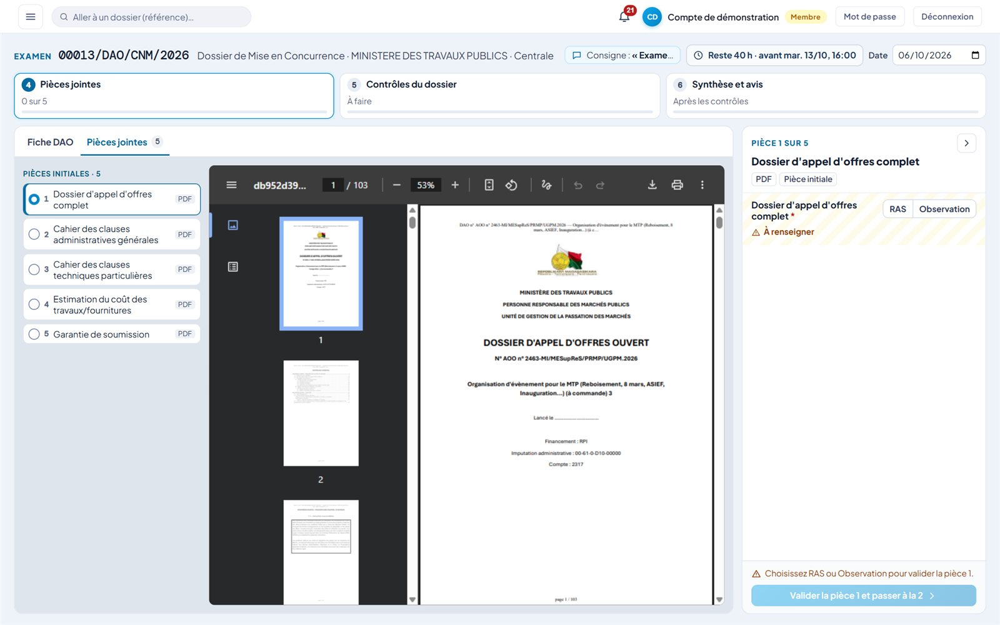 Aller à un dossier (référence)...
21
CD
Compte de démonstration
Membre
Mot de passe
Déconnexion
EXAMEN 00013/DAO/CNM/2026 Dossier de Mise en Concurrence · MINISTERE DES TRAVAUX PUBLICS · Centrale
Consigne : « Exame...
Reste 40 h · avant mar. 13/10, 16:00
Date 06/10/2026
4 Pièces jointes
0 sur 5
5 Contrôles du dossier
À faire
6 Synthèse et avis
Après les contrôles
Fiche DAO
Pièces jointes 5
PIÈCES INITIALES · 5
1 Dossier d'appel d'offres
complet
PDF
2 Cahier des clauses
administratives générales
PDF
3 Cahier des clauses
techniques particulières
PDF
4 Estimation du coût des
travaux/fournitures
PDF
5 Garantie de soumission
PDF
db952d39...
1 / 103
53%
1
2
DAO n° AOO n° 2463-MI/MESupReS/PRMP/UGPM.2026 — Organisation d'évènement pour le MTP (Reboisement, 8
mars, ASIEF, Inauguration...) (à c...
REPOBLIKAN'I MADAGASIKARA
MINISTÈRE DES TRAVAUX PUBLICS
PERSONNE RESPONSABLE DES MARCHÉS PUBLICS
UNITÉ DE GESTION DE LA PASSATION DES MARCHÉS
DOSSIER D'APPEL D'OFFRES OUVERT
N° AOO n° 2463-MI/MESupReS/PRMP/UGPM.2026
Organisation d'évènement pour le MTP (Reboisement, 8 mars, ASIEF,
Inauguration...) (à commande) 3
Lancé le ................................
Financement : RPI
Imputation administrative : 00-61-0-D10-00000
Compte : 2317
page 1 / 103
PIÈCE 1 SUR 5
Dossier d'appel d'offres complet
PDF
Pièce initiale
Dossier d'appel d'offres
complet *
RAS
Observation
À renseigner
Choisissez RAS ou Observation pour valider la pièce 1.
Valider la pièce 1 et passer à la 2